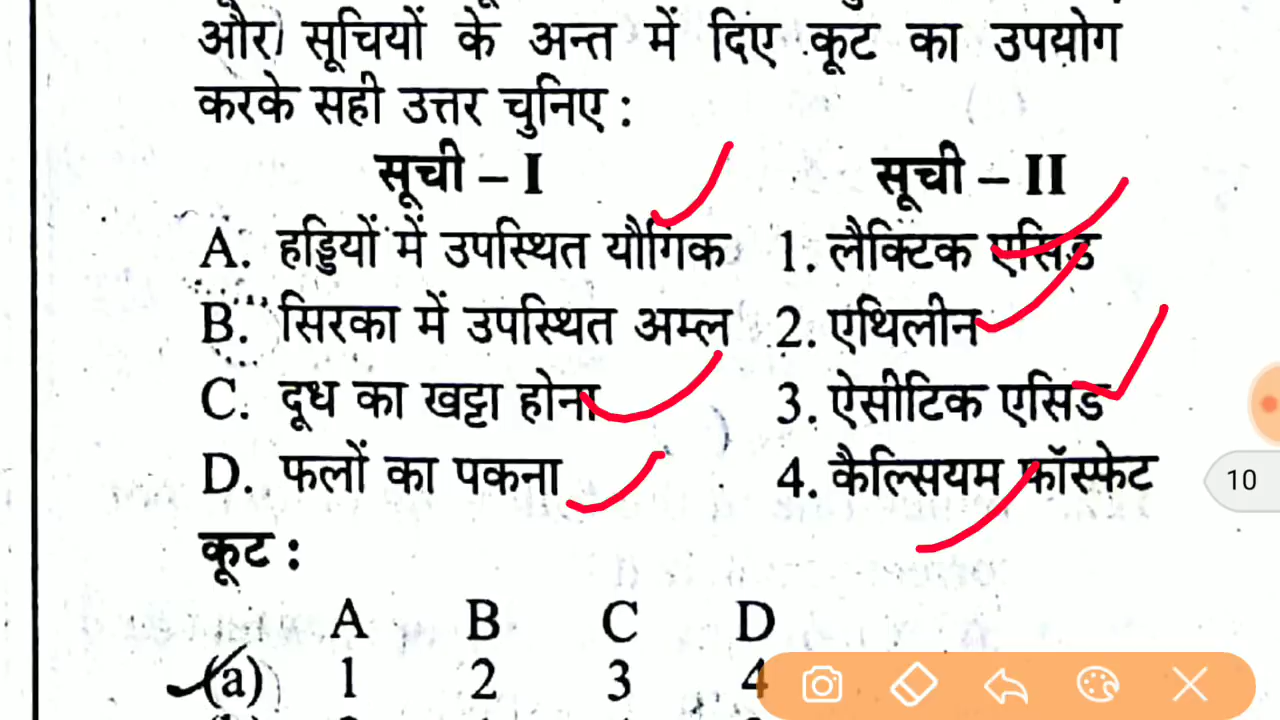 और सूचियों के अन्त में दिए कूट का उपयोग
करके सही उत्तर चुनिए :
सूची – I सूची – II
A. हड्डियों में उपस्थित यौगिक 1. लैक्टिक एसिड
B. सिरका में उपस्थित अम्ल 2. एथिलीन
C. दूध का खट्टा होना 3. ऐसीटिक एसिड
D. फलों का पकना 4. कैल्सियम फॉस्फेट
10
कूट :
A B C D
(a) 1 2 3 4